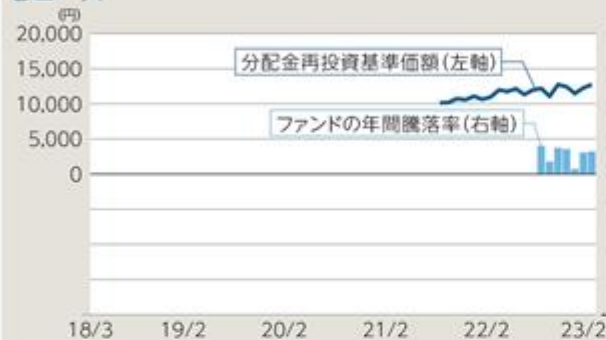 (円)
20,000
15,000
分配金再投資基準価額(左軸)
10,000
ファンドの年間騰落率(右軸)
5,000
0
18/3 19/2 20/2 21/2 22/2 23/2